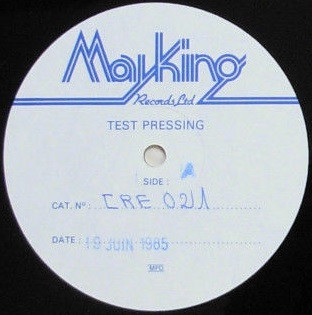 MayKing
Records Ltd
TEST PRESSING
SIDE: A
CAT. Nº: CRE 021
DATE: 19 JUIN 1985
MPO